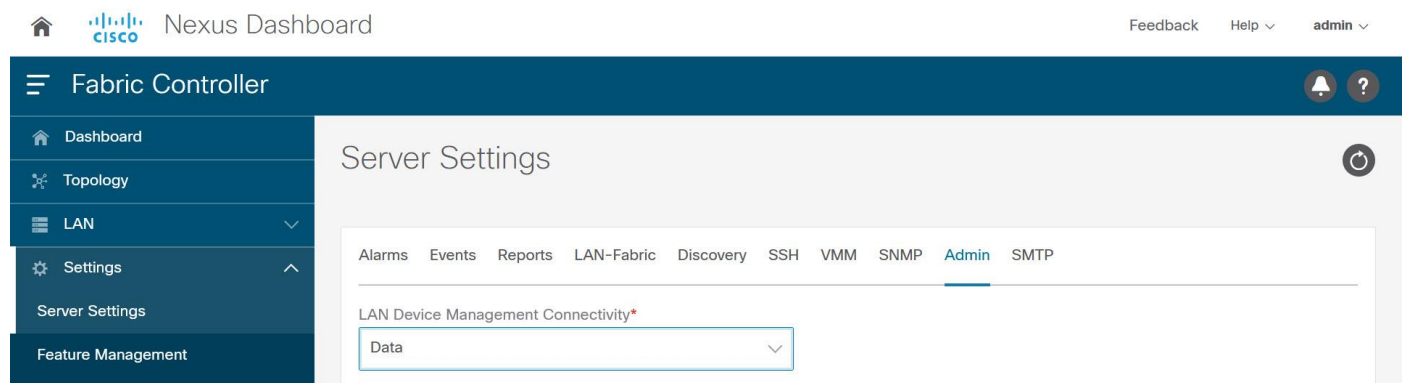 CISCO Nexus Dashboard Feedback Help admin
Fabric Controller ?
Dashboard
Topology
LAN
Settings
Server Settings
Feature Management
Server Settings
Alarms Events Reports LAN-Fabric Discovery SSH VMM SNMP Admin SMTP
LAN Device Management Connectivity*
Data